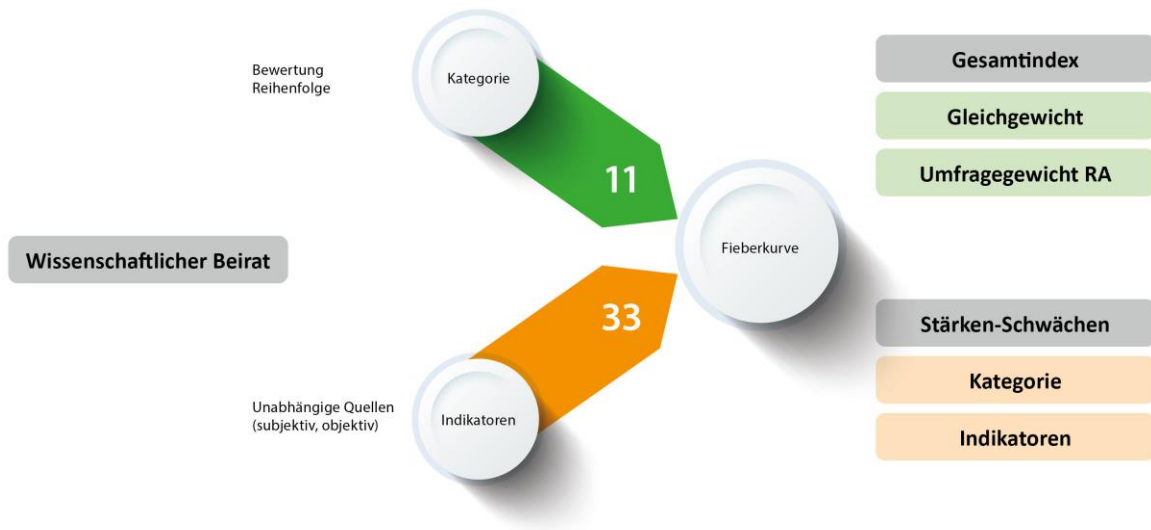 Bewertung
Reihenfolge
Kategorie
11
Gesamtindex
Gleichgewicht
Umfragegewicht RA
Wissenschaftlicher Beirat
Fieberkurve
33
Unabhängige Quellen
(subjektiv, objektiv)
Indikatoren
Stärken-Schwächen
Kategorie
Indikatoren